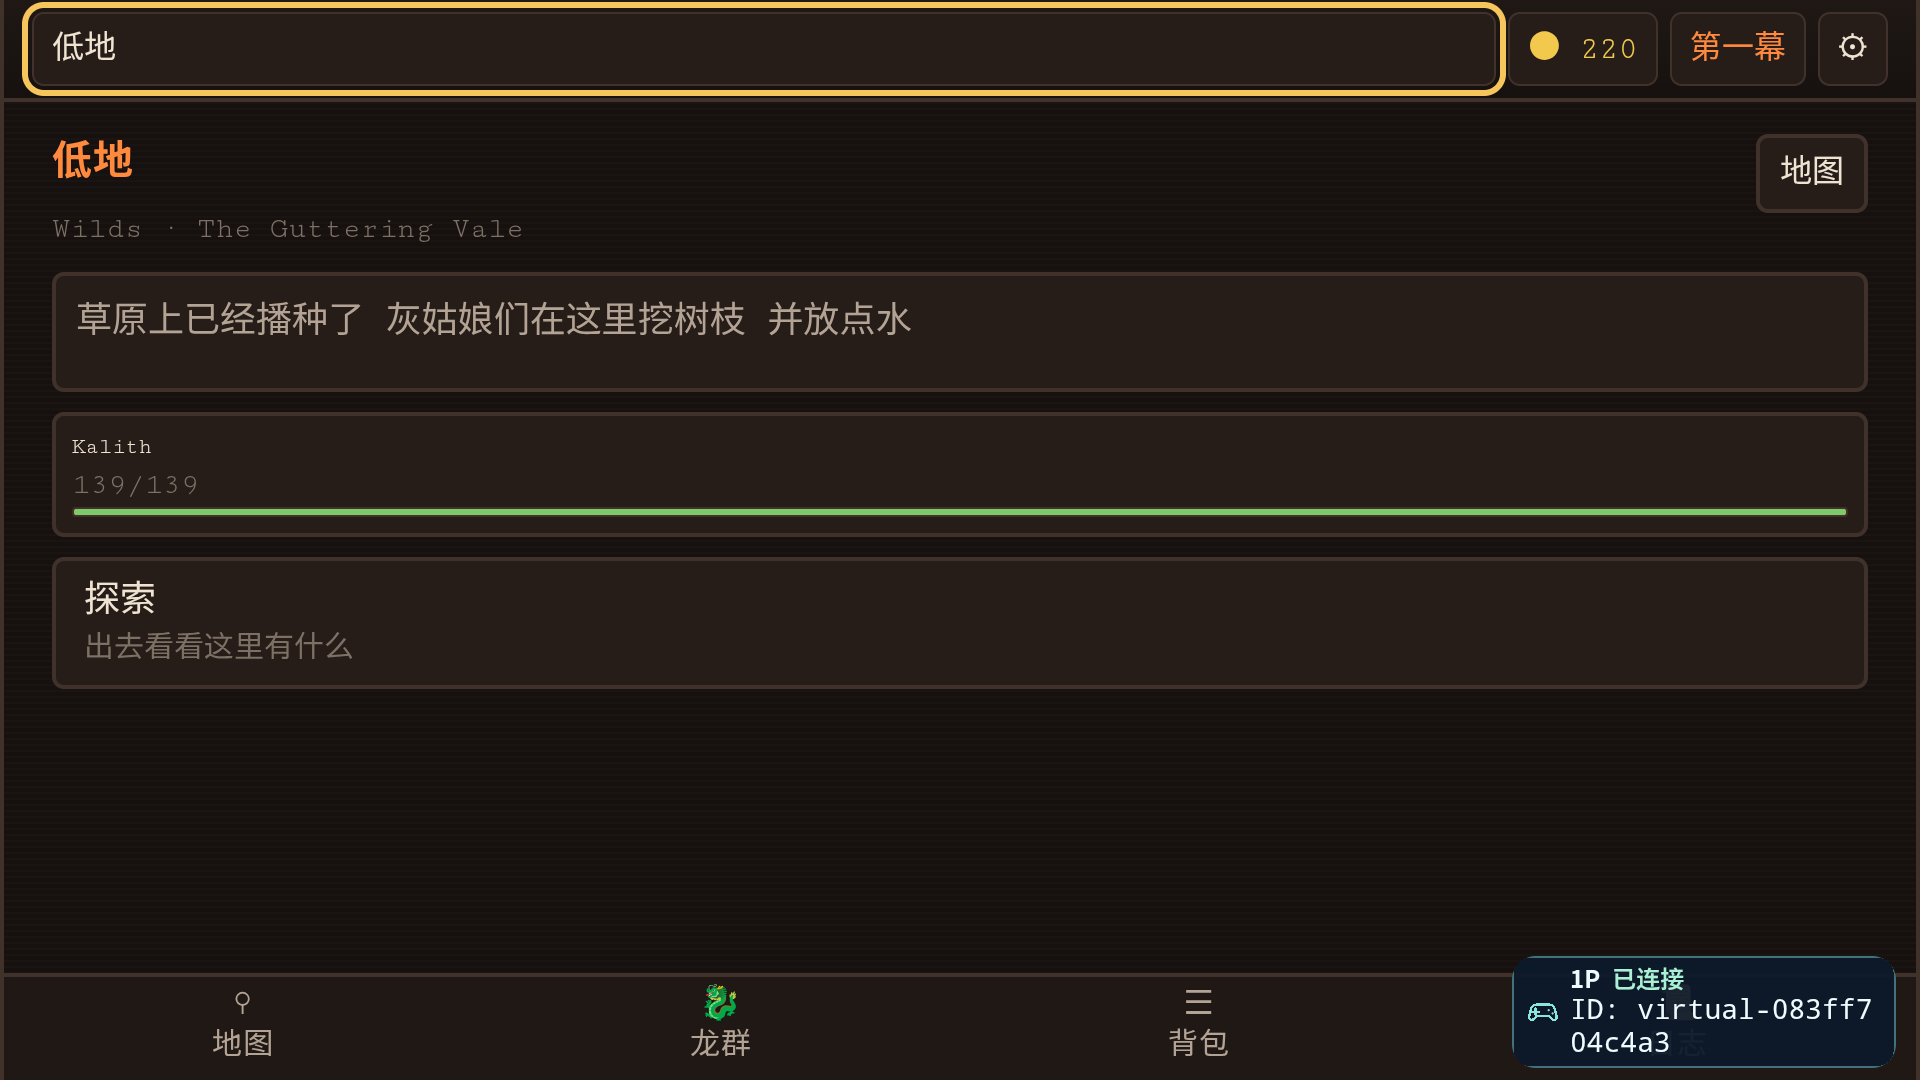 低地
220
第一幕
低地
地图
Wilds · The Guttering Vale
草原上已经播种了 灰姑娘们在这里挖树枝 并放点水
Kalith
139/139
探索
出去看看这里有什么
地图
龙群
背包
1P 已连接
ID: virtual-083ff7
04c4a3
志